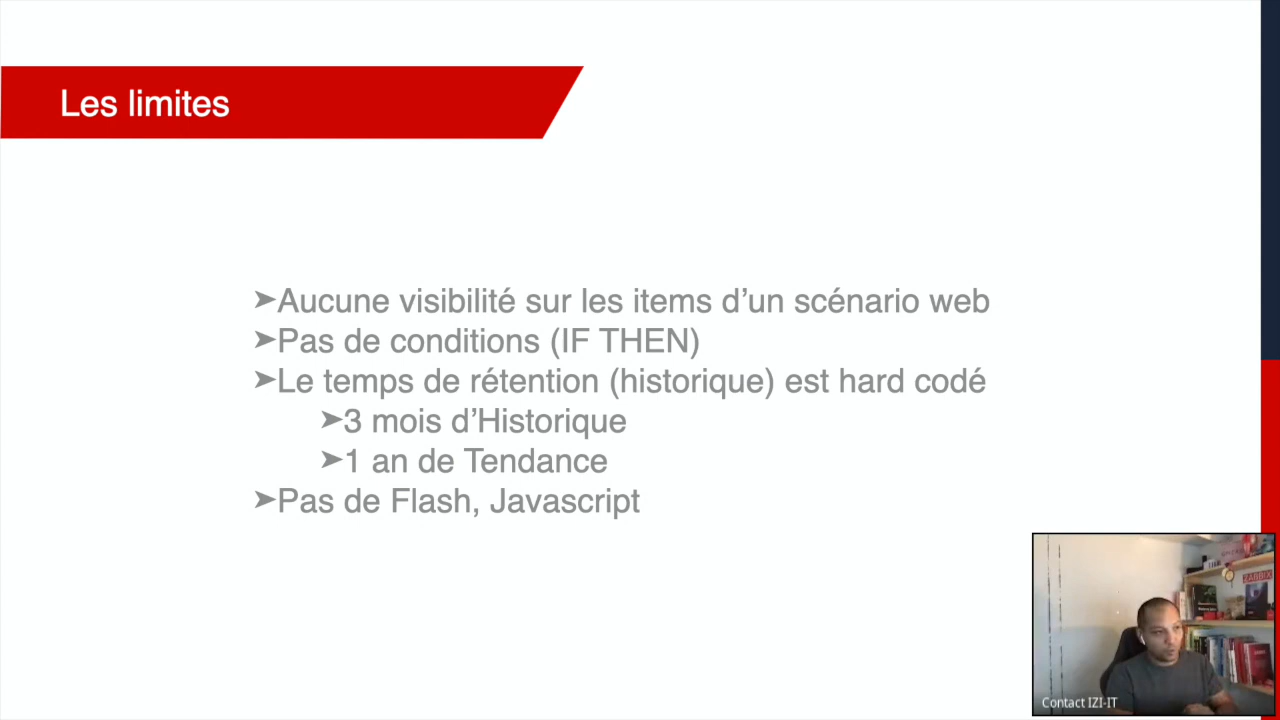 Les limites
➤Aucune visibilité sur les items d’un scénario web
➤Pas de conditions (IF THEN)
➤Le temps de rétention (historique) est hard codé
➤3 mois d’Historique
➤1 an de Tendance
➤Pas de Flash, Javascript
ZABBIX
Contact IZI-IT